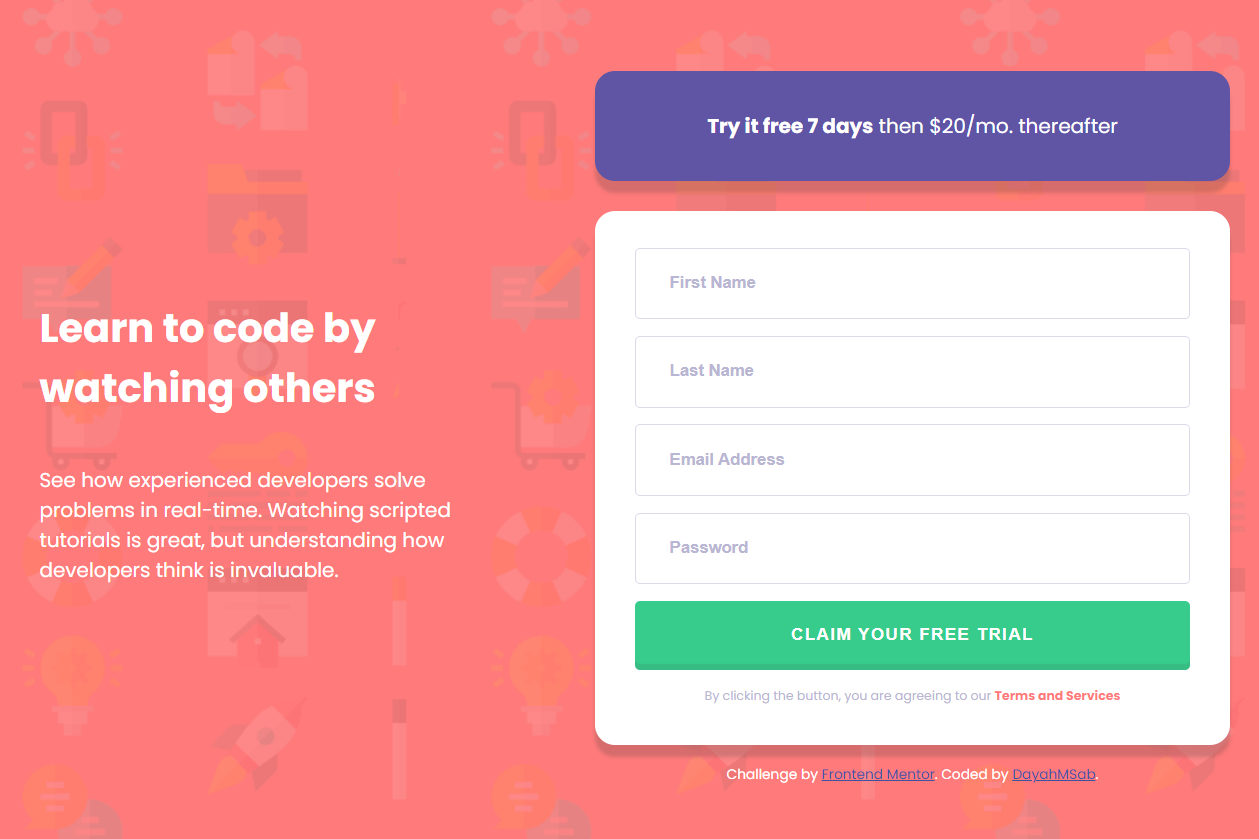 Learn to code by
watching others
See how experienced developers solve
problems in real-time. Watching scripted
tutorials is great, but understanding how
developers think is invaluable.
Try it free 7 days then $20/mo. thereafter
First Name
Last Name
Email Address
Password
CLAIM YOUR FREE TRIAL
By clicking the button, you are agreeing to our Terms and Services
Challenge by Frontend Mentor. Coded by DayahMSab.